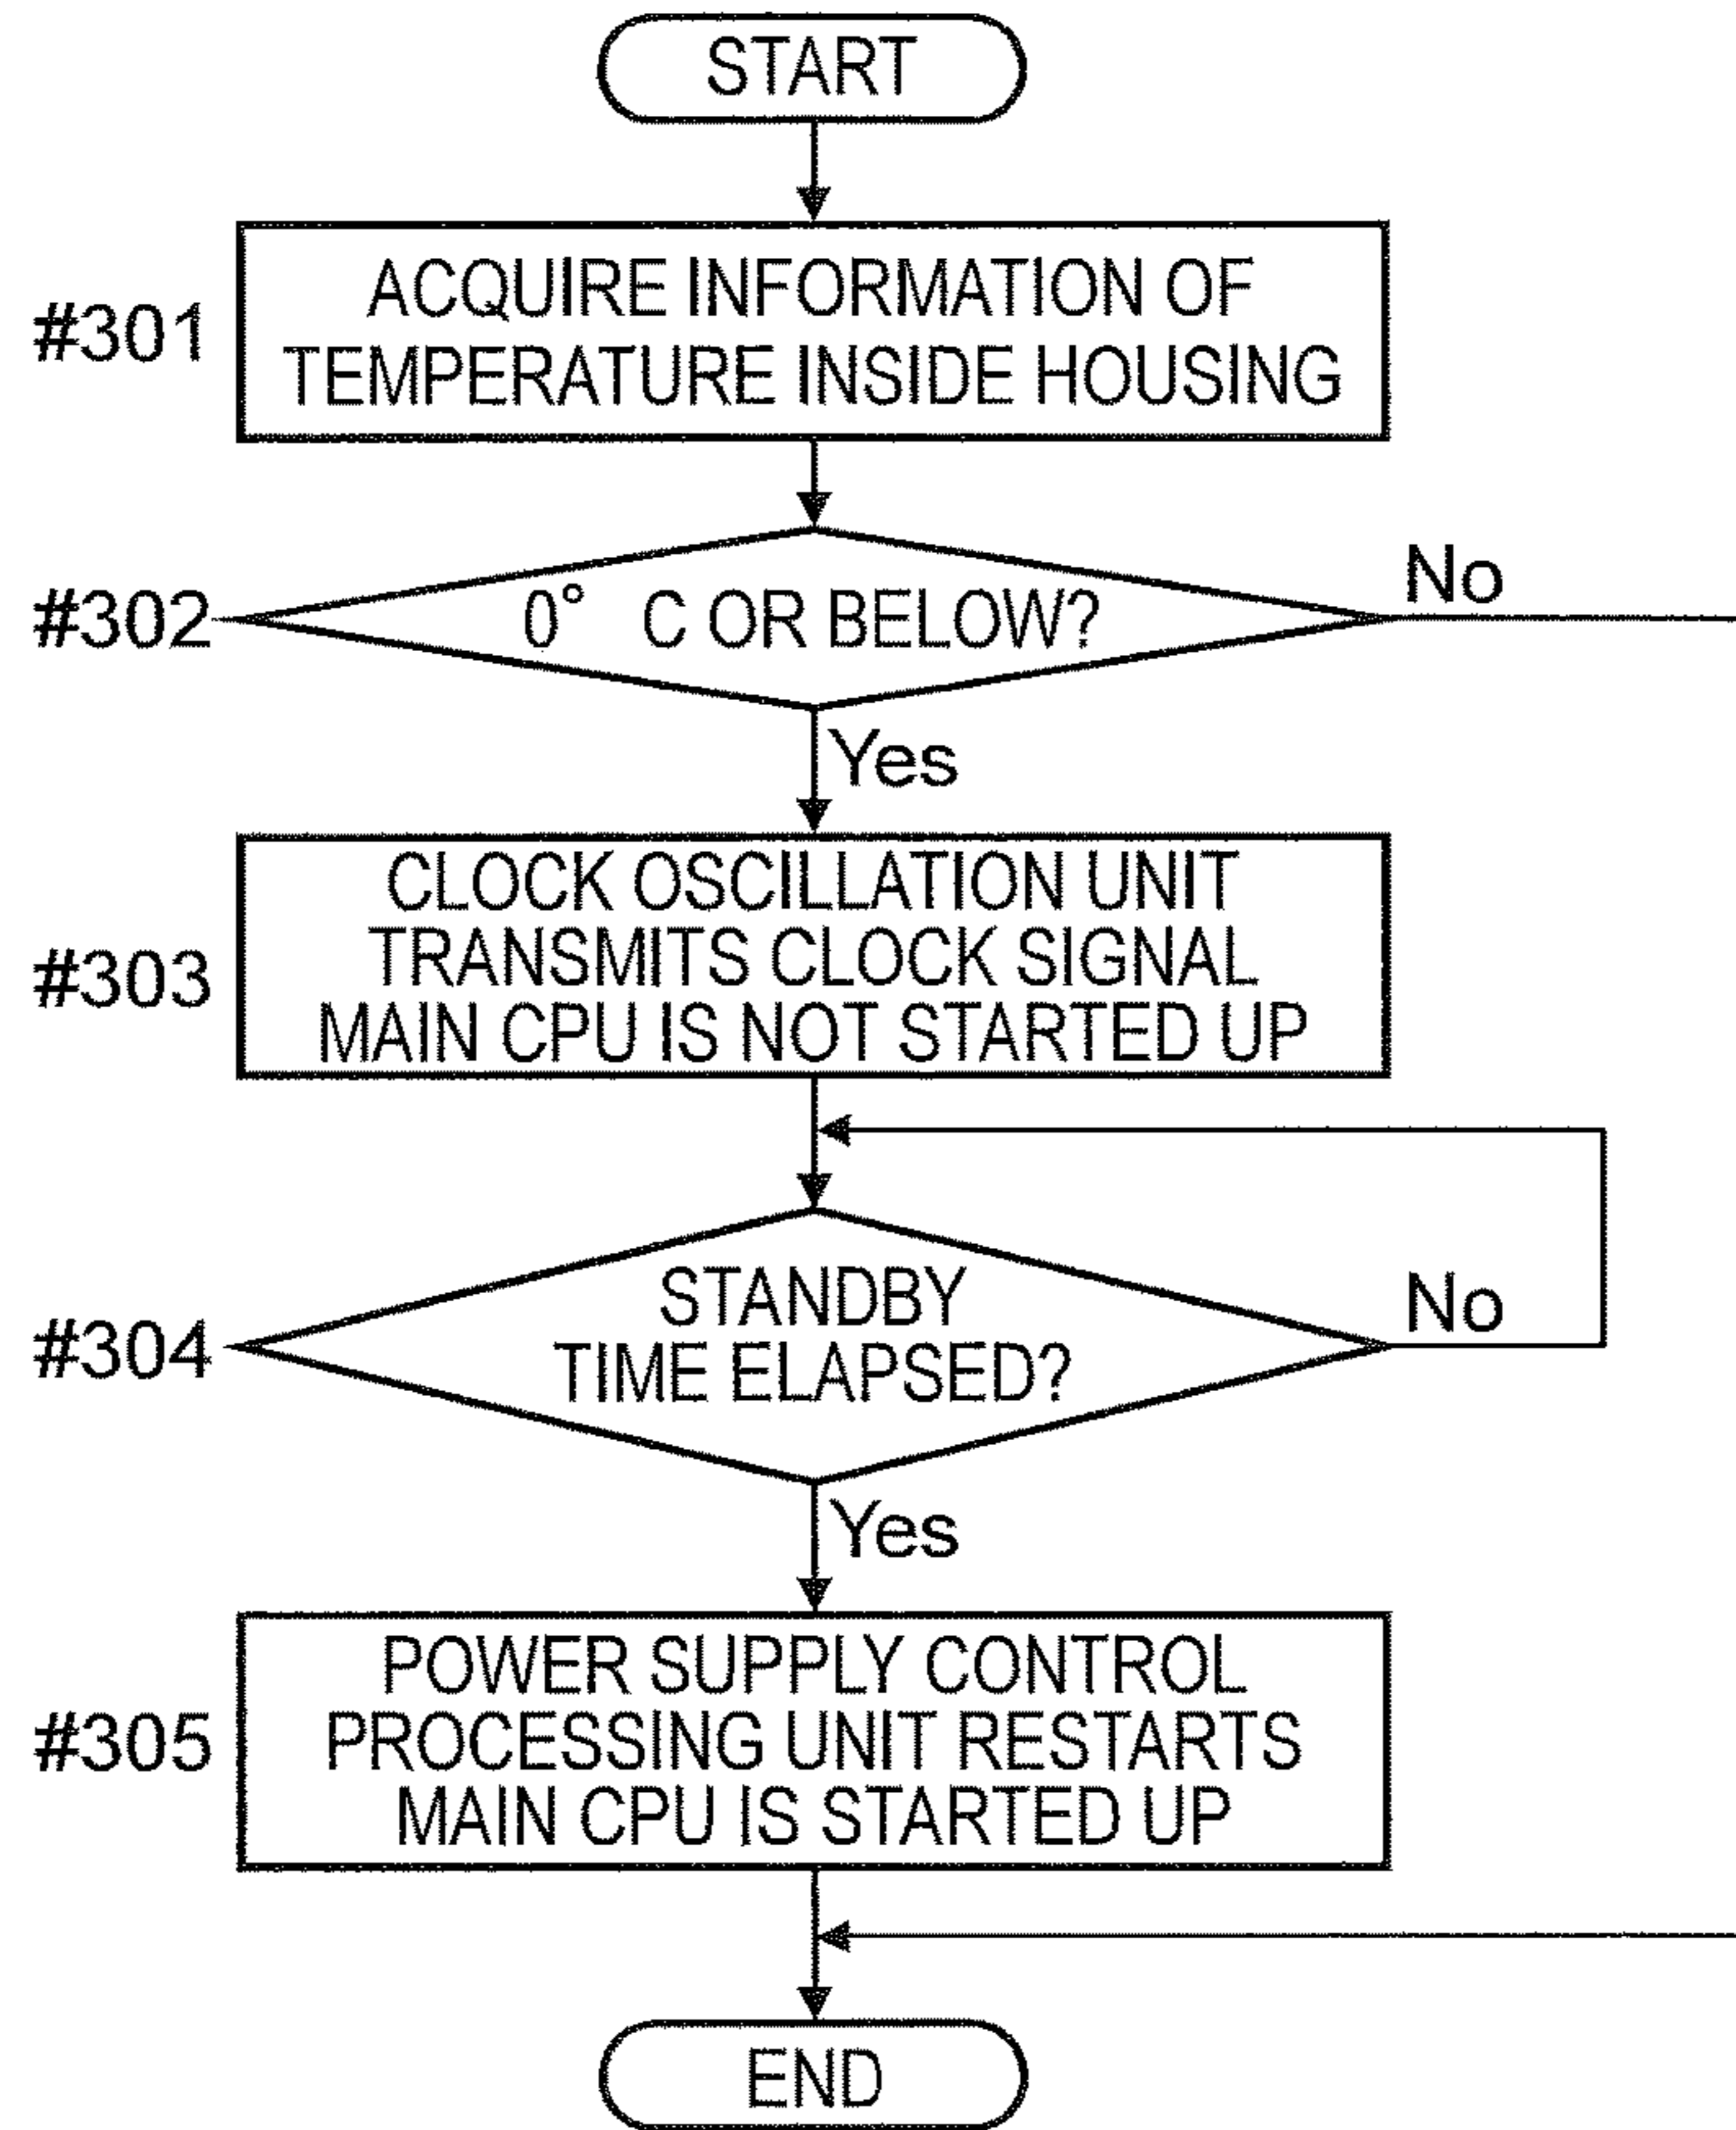 START
#301
ACQUIRE INFORMATION OF
TEMPERATURE INSIDE HOUSING
#302
0° C OR BELOW?
No
Yes
#303
CLOCK OSCILLATION UNIT
TRANSMITS CLOCK SIGNAL
MAIN CPU IS NOT STARTED UP
#304
STANDBY
TIME ELAPSED?
No
Yes
#305
POWER SUPPLY CONTROL
PROCESSING UNIT RESTARTS
MAIN CPU IS STARTED UP
END